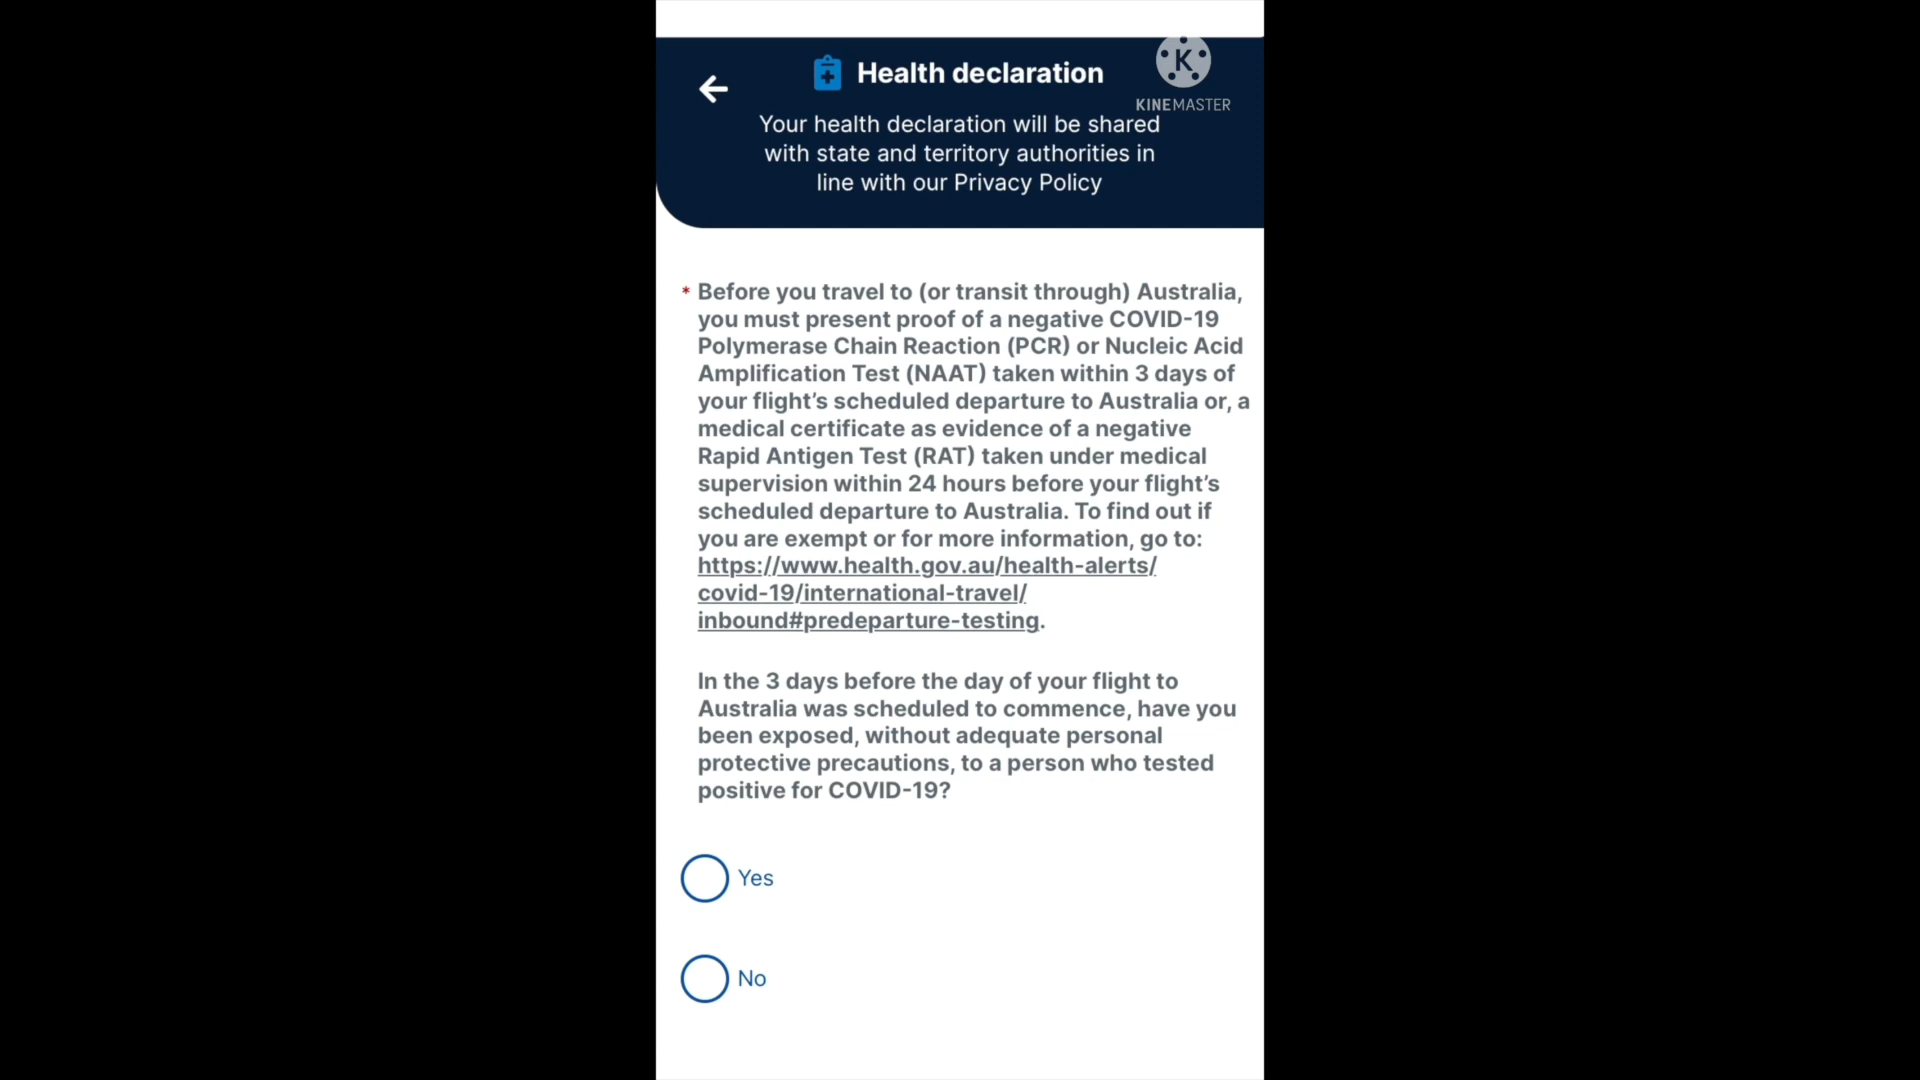 Health declaration
K
KINEMASTER
Your health declaration will be shared
with state and territory authorities in
line with our Privacy Policy
* Before you travel to (or transit through) Australia,
you must present proof of a negative COVID-19
Polymerase Chain Reaction (PCR) or Nucleic Acid
Amplification Test (NAAT) taken within 3 days of
your flight’s scheduled departure to Australia or, a
medical certificate as evidence of a negative
Rapid Antigen Test (RAT) taken under medical
supervision within 24 hours before your flight’s
scheduled departure to Australia. To find out if
you are exempt or for more information, go to:
https://www.health.gov.au/health-alerts/
covid-19/international-travel/
inbound#predeparture-testing.
In the 3 days before the day of your flight to
Australia was scheduled to commence, have you
been exposed, without adequate personal
protective precautions, to a person who tested
positive for COVID-19?
Yes
No